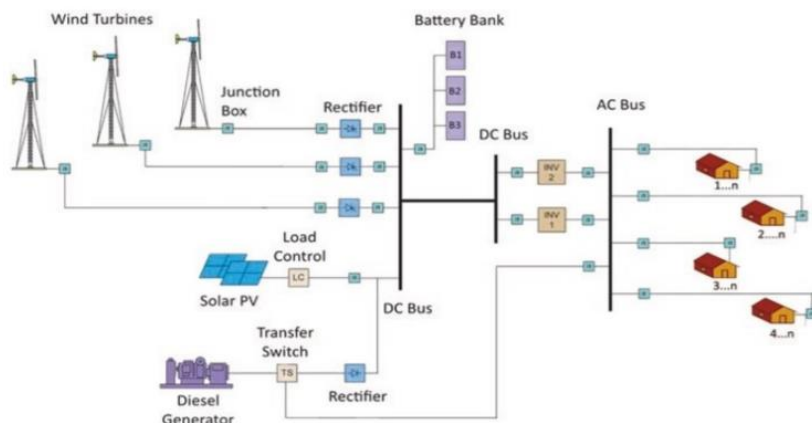 Wind Turbines
Battery Bank
B1
B2
B3
Junction
Box
Rectifier
AC Bus
DC Bus
INV
2
INV
1
1...n
2....n
3...n
4...n
Load
Control
LC
Solar PV
DC Bus
Transfer
Switch
TS
Diesel
Generator
Rectifier